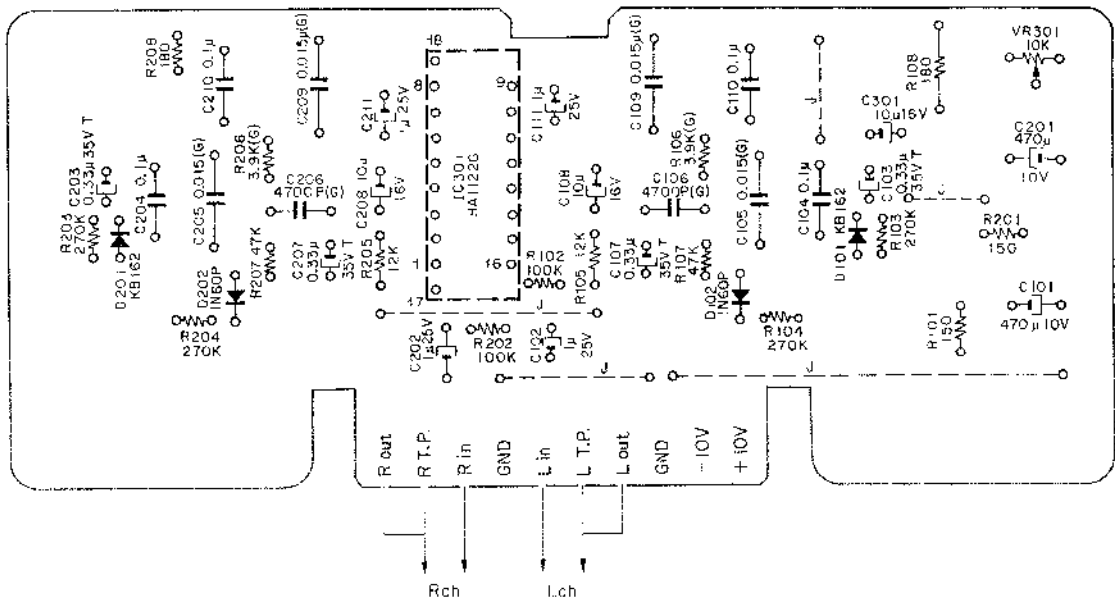 R208
180
C210 0.1μ
C209 0.015μ(G)
18
8
9
C211
1μ 25V
C111 1μ
25V
C109 0.015μ(G)
C110 0.1μ
J
R108
180
VR301
10K
C301
10μ16V
C201
470μ
10V
C203
0.33μ35V T
R203
270K
C204 0.1μ
D201
KB162
C205 0.015(G)
R206
3.9K(G)
C206
4700P(G)
C208 10μ
16V
IC301
HA11226
C108
10μ
16V
R106
3.9K(G)
C106
4700P(G)
C105 0.015(G)
C104 0.1μ
C103
0.33μ
35V T
J
D101 KB162
R103
270K
R201
15G
D202
1N60P
R207 47K
C207
0.33μ
35V T
R205
12K
1
16
R102
100K
R105 12K
C107
0.33μ
35V T
R107
47K
D102
1N60P
R204
270K
17
J
C202
1μ25V
R202
100K
C102
1μ
25V
R104
270K
R101
150
C101
470μ10V
J
J
R out
R T.P.
R in
GND
L in
L T.P.
L out
GND
-10V
+10V
Rch
Lch